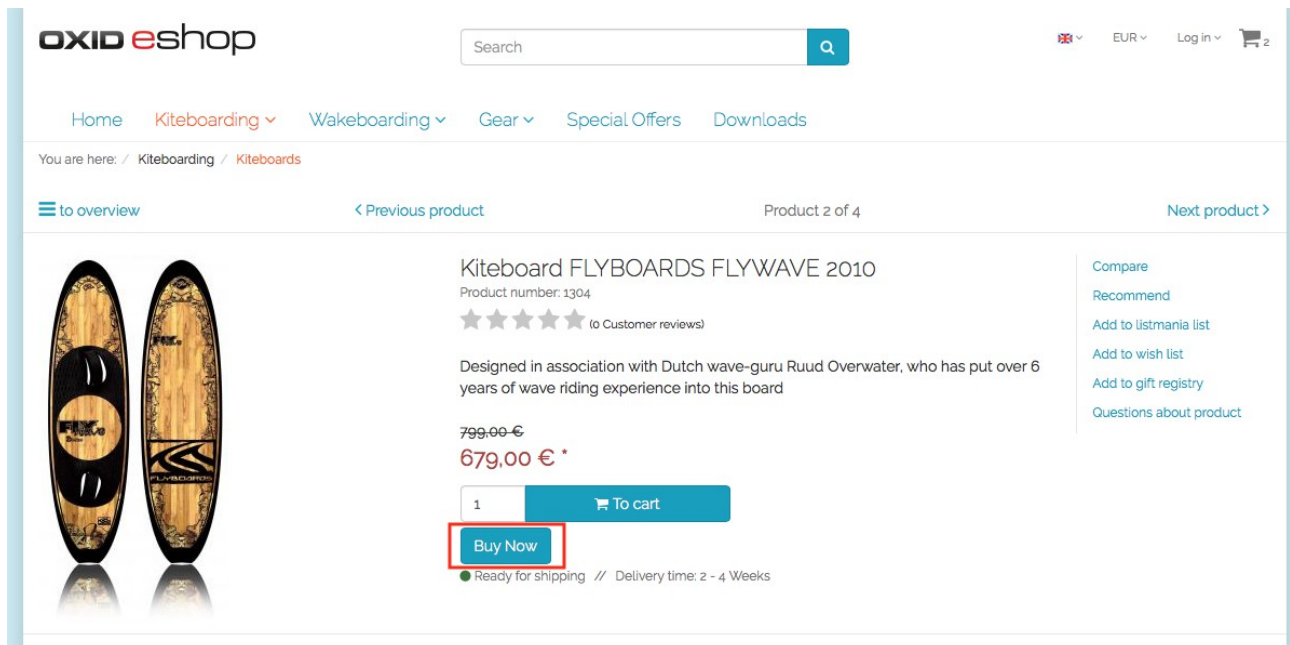 OXID eshop
Search
EUR
Log in
2
Home Kiteboarding Wakeboarding Gear Special Offers Downloads
You are here: / Kiteboarding / Kiteboards
to overview
< Previous product
Product 2 of 4
Next product >
Kiteboard FLYBOARDS FLYWAVE 2010
Product number: 1304
(0 Customer reviews)
Designed in association with Dutch wave-guru Ruud Overwater, who has put over 6
years of wave riding experience into this board
799,00 €
679,00 € *
1
To cart
Buy Now
Ready for shipping // Delivery time: 2 - 4 Weeks
Compare
Recommend
Add to listmania list
Add to wish list
Add to gift registry
Questions about product
FLYBOARDS